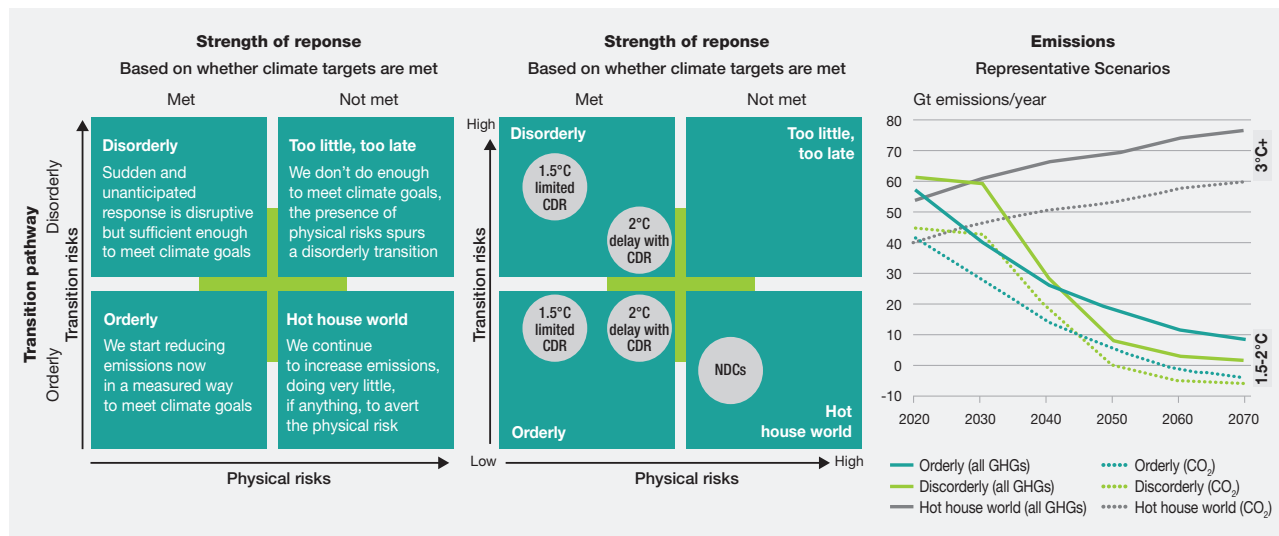 Strength of reponse
Based on whether climate targets are met
Met
Not met
Transition pathway
Disorderly
Orderly
Transition risks
Disorderly
Sudden and
unanticipated
response is disruptive
but sufficient enough
to meet climate goals
Too little, too late
We don't do enough
to meet climate goals,
the presence of
physical risks spurs
a disorderly transition
Orderly
We start reducing
emissions now
in a measured way
to meet climate goals
Hot house world
We continue
to increase emissions,
doing very little,
if anything, to avert
the physical risk
Physical risks
Strength of reponse
Based on whether climate targets are met
Met
Not met
High
Transition risks
Low
Disorderly
1.5°C
limited
CDR
2°C
delay with
CDR
Too little,
too late
1.5°C
limited
CDR
2°C
delay with
CDR
Orderly
NDCs
Hot
house world
High
Physical risks
Emissions
Representative Scenarios
Gt emissions/year
80
70
60
50
40
30
20
10
0
-10
2020 2030 2040 2050 2060 2070
3°C+
1.5-2°C
Orderly (all GHGs)
Discorderly (all GHGs)
Hot house world (all GHGs)
Orderly (CO₂)
Discorderly (CO₂)
Hot house world (CO₂)